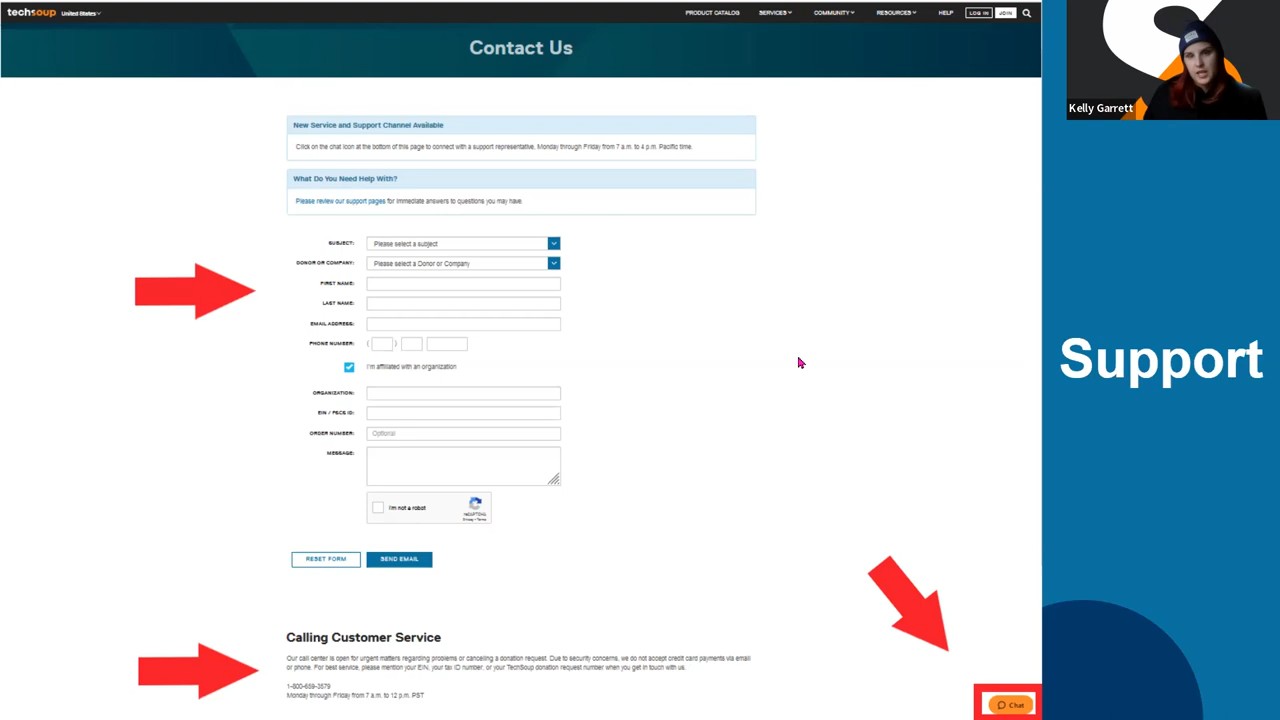 techsoup United States
PRODUCT CATALOG SERVICES COMMUNITY RESOURCES HELP LOG IN JOIN
Contact Us
Kelly Garrett
New Service and Support Channel Available
Click on the chat icon at the bottom of this page to connect with a support representative, Monday through Friday from 7 a.m. to 4 p.m. Pacific time.
What Do You Need Help With?
Please review our support pages for immediate answers to questions you may have.
SUBJECT: Please select a subject
DONOR OR COMPANY: Please select a Donor or Company
FIRST NAME:
LAST NAME:
EMAIL ADDRESS:
PHONE NUMBER: ( )
I'm affiliated with an organization
ORGANIZATION:
EIN / FSCS ID:
ORDER NUMBER: Optional
MESSAGE:
I'm not a robot
reCAPTCHA
Privacy - Terms
RESET FORM SEND EMAIL
Support
Calling Customer Service
Our call center is open for urgent matters regarding problems or canceling a donation request. Due to security concerns, we do not accept credit card payments via email
or phone. For best service, please mention your EIN, your tax ID number, or your TechSoup donation request number when you get in touch with us.
1-800-659-3579
Monday through Friday from 7 a.m. to 12 p.m. PST
Chat